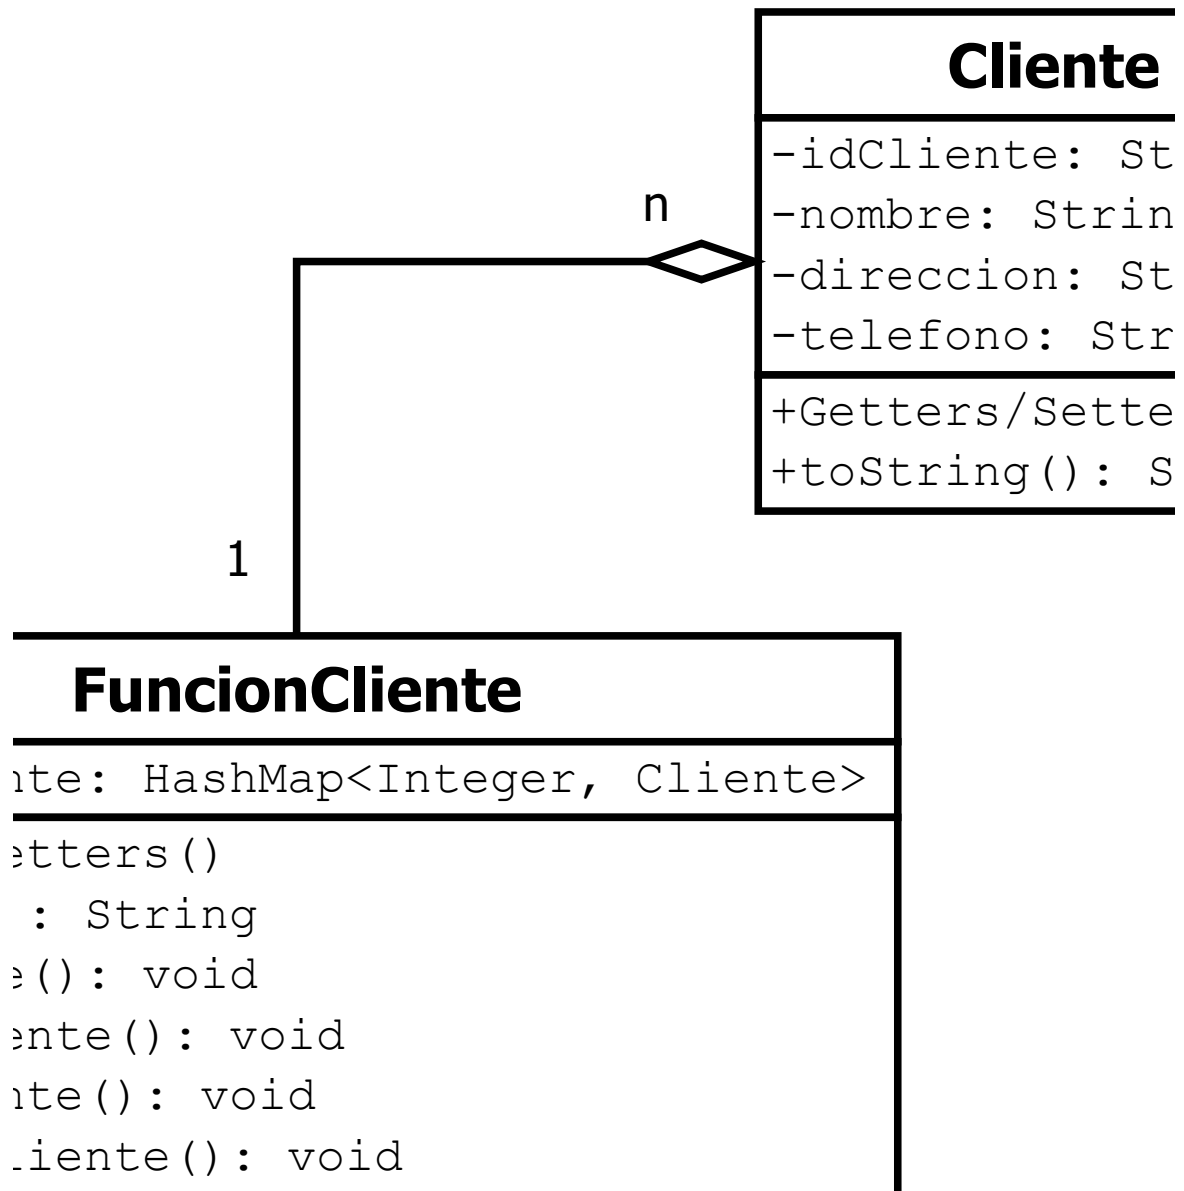 Cliente
-idCliente: St
-nombre: Strin
-direccion: St
-telefono: Str
+Getters/Sette
+toString(): S
n
1
FuncionCliente
nte: HashMap<Integer, Cliente>
etters()
: String
e(): void
ente(): void
nte(): void
liente(): void